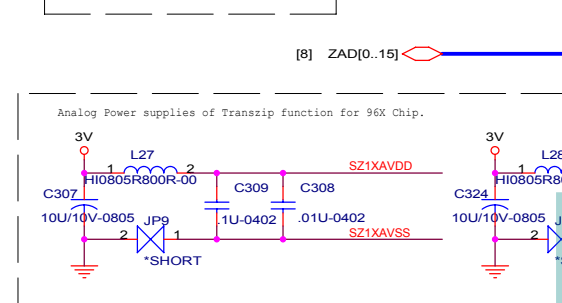 [8] ZAD[0..15]
Analog Power supplies of Transzip function for 96X Chip.
3V
3V
L27
L28
1 2
1
HI0805R800R-00
HI0805R8
SZ1XAVDD
C307
C309
C308
C324
10U/10V-0805
.1U-0402
.01U-0402
10U/10V-0805
JP9
J
2 1
2
SZ1XAVSS
*SHORT